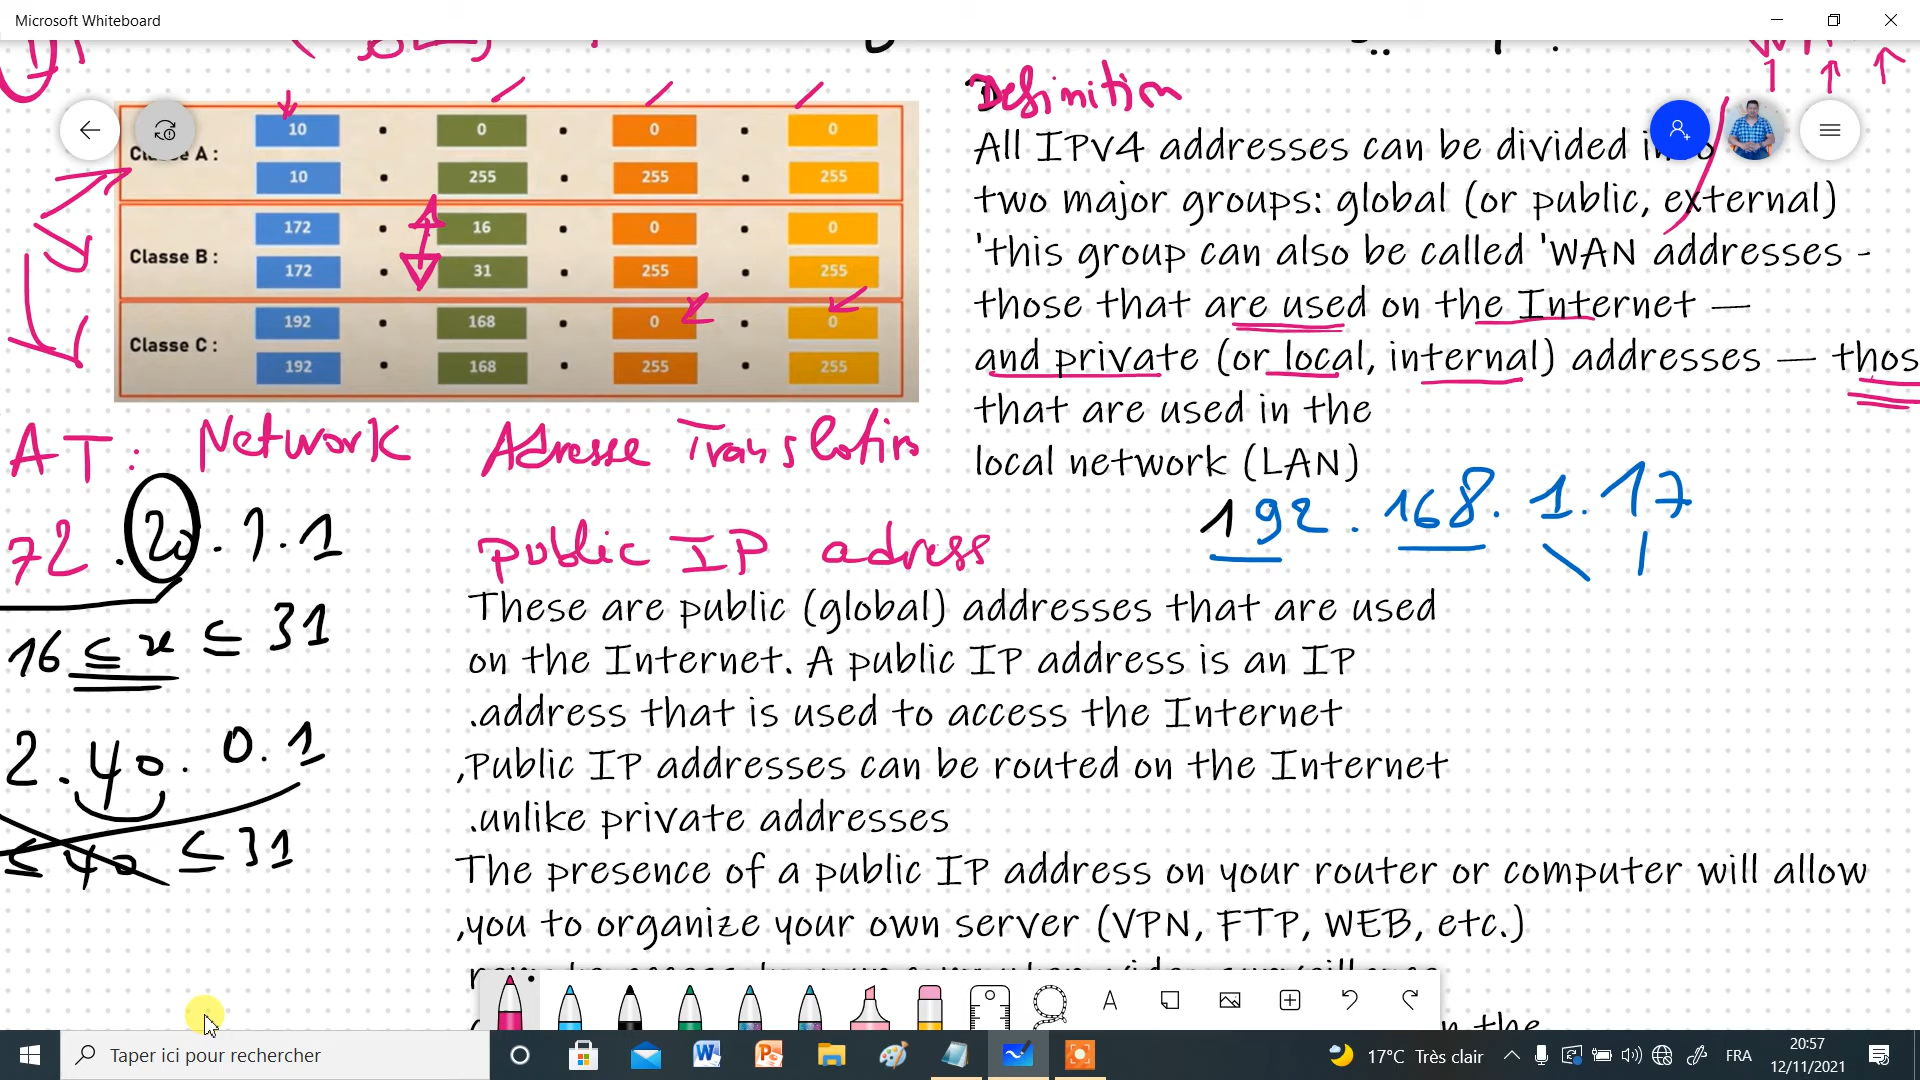 Microsoft Whiteboard
10 . 0 . 0 . 0
Classe A :
10 . 255 . 255 . 255
172 . 16 . 0 . 0
Classe B :
172 . 31 . 255 . 255
192 . 168 . 0 . 0
Classe C :
192 . 168 . 255 . 255
Definition
All IPv4 addresses can be divided into
two major groups: global (or public, external)
'this group can also be called 'WAN addresses -
those that are used on the Internet —
and private (or local, internal) addresses — thos
that are used in the
local network (LAN)
AT : Network Adresse Translation
192 . 168 . 1 . 17
72 . 20 . 1 . 1
public IP adress
16 ≤ x ≤ 31
2 . 40 . 0 . 1
≤ 40 ≤ 31
These are public (global) addresses that are used
on the Internet. A public IP address is an IP
.address that is used to access the Internet
,Public IP addresses can be routed on the Internet
.unlike private addresses
The presence of a public IP address on your router or computer will allow
,you to organize your own server (VPN, FTP, WEB, etc.)
the
Taper ici pour rechercher
17°C Très clair
FRA
20:57
12/11/2021